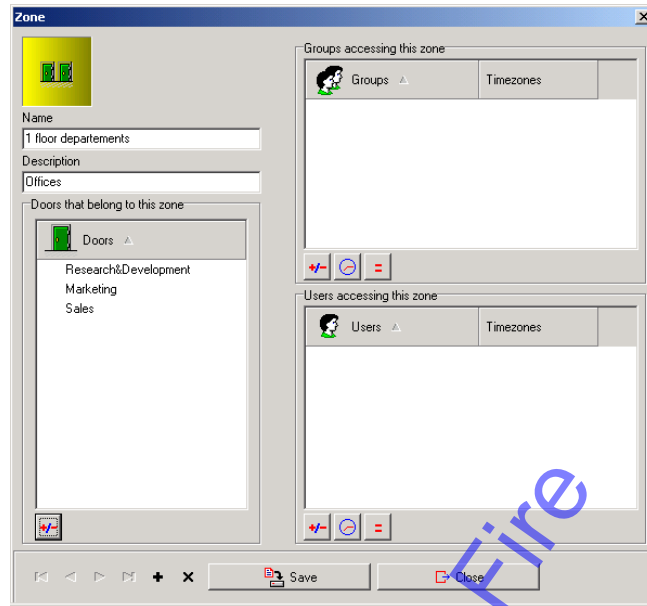 Zone
Name
1 floor departements
Description
Offices
Doors that belong to this zone
Doors
Research&Development
Marketing
Sales
+/-
Groups accessing this zone
Groups
Timezones
+/-
=
Users accessing this zone
Users
Timezones
+/-
=
Save
Close
Fire